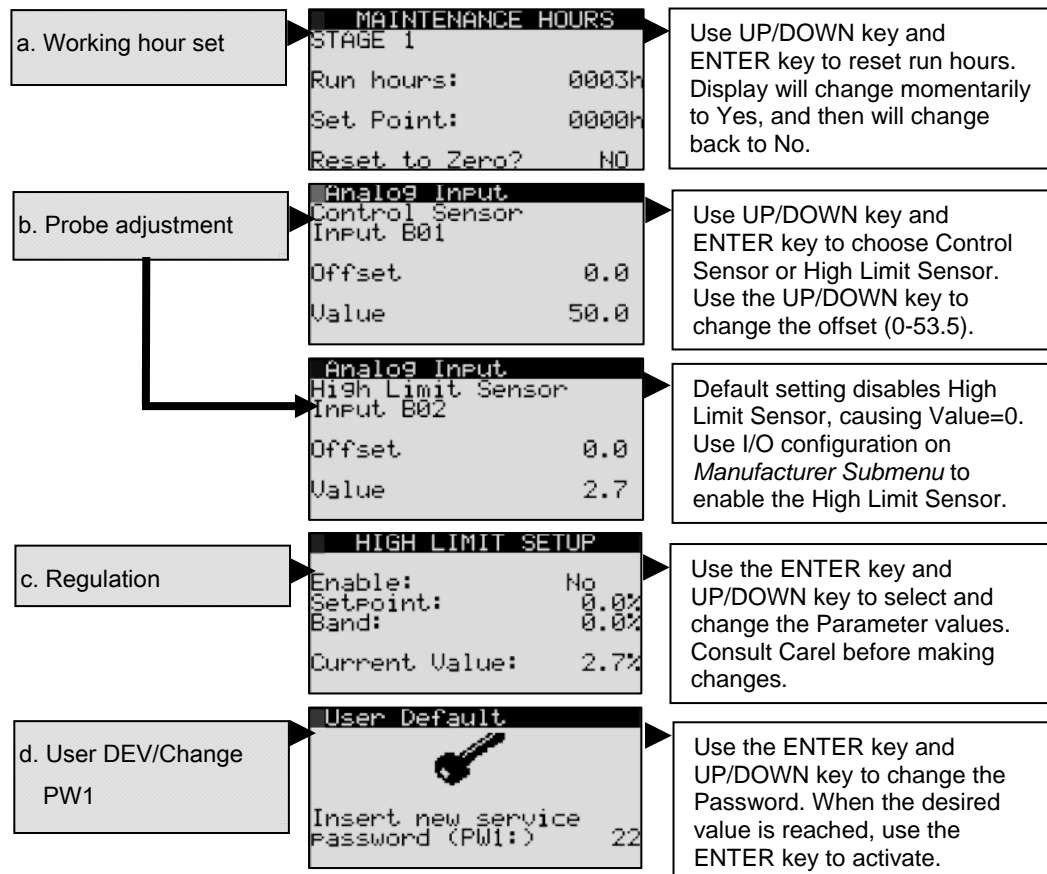 a. Working hour set
MAINTENANCE HOURS
STAGE 1
Run hours: 0003h
Set Point: 0000h
Reset to Zero? NO
Use UP/DOWN key and
ENTER key to reset run hours.
Display will change momentarily
to Yes, and then will change
back to No.
b. Probe adjustment
Analog Input
Control Sensor
Input B01
Offset 0.0
Value 50.0
Use UP/DOWN key and
ENTER key to choose Control
Sensor or High Limit Sensor.
Use the UP/DOWN key to
change the offset (0-53.5).
Analog Input
High Limit Sensor
Input B02
Offset 0.0
Value 2.7
Default setting disables High
Limit Sensor, causing Value=0.
Use I/O configuration on
Manufacturer Submenu to
enable the High Limit Sensor.
c. Regulation
HIGH LIMIT SETUP
Enable: No
Setpoint: 0.0%
Band: 0.0%
Current Value: 2.7%
Use the ENTER key and
UP/DOWN key to select and
change the Parameter values.
Consult Carel before making
changes.
d. User DEV/Change
PW1
User Default
Insert new service
password (PW1:) 22
Use the ENTER key and
UP/DOWN key to change the
Password. When the desired
value is reached, use the
ENTER key to activate.